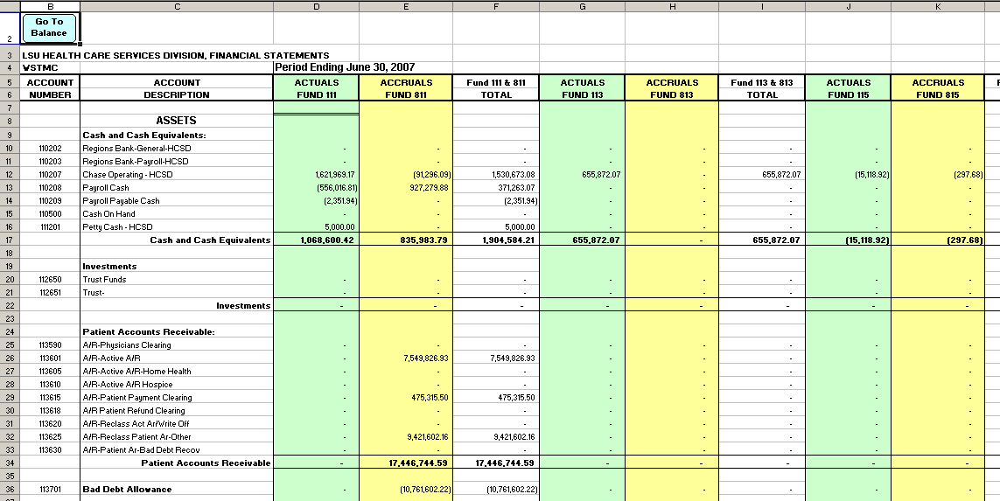 B C D E F G H I J K
Go To
Balance
2
3 LSU HEALTH CARE SERVICES DIVISION, FINANCIAL STATEMENTS
4 VSTMC Period Ending June 30, 2007
5 ACCOUNT ACCOUNT ACTUALS ACCRUALS Fund 111 & 811 ACTUALS ACCRUALS Fund 113 & 813 ACTUALS ACCRUALS
6 NUMBER DESCRIPTION FUND 111 FUND 811 TOTAL FUND 113 FUND 813 TOTAL FUND 115 FUND 815
7
8 ASSETS
9 Cash and Cash Equivalents:
10 110202 Regions Bank-General-HCSD - - - - - - - -
11 110203 Regions Bank-Payroll-HCSD - - - - - - - -
12 110207 Chase Operating - HCSD 1,621,969.17 (91,296.09) 1,530,673.08 655,872.07 - 655,872.07 (15,118.92) (297.68)
13 110208 Payroll Cash (556,016.81) 927,279.88 371,263.07 - - - - -
14 110209 Payroll Payable Cash (2,351.94) - (2,351.94) - - - - -
15 110500 Cash On Hand - - - - - - - -
16 111201 Petty Cash - HCSD 5,000.00 - 5,000.00 - - - - -
17 Cash and Cash Equivalents 1,068,600.42 835,983.79 1,904,584.21 655,872.07 - 655,872.07 (15,118.92) (297.68)
18
19 Investments
20 112650 Trust Funds - - - - - - - -
21 112651 Trust- - - - - - - - -
22 Investments - - - - - - - -
23
24 Patient Accounts Receivable:
25 113590 A/R-Physicians Clearing - - - - - - - -
26 113601 A/R-Active A/R - 7,549,826.93 7,549,826.93 - - - - -
27 113605 A/R-Active A/R-Home Health - - - - - - - -
28 113610 A/R-Active A/R Hospice - - - - - - - -
29 113615 A/R-Patient Payment Clearing - 475,315.50 475,315.50 - - - - -
30 113618 A/R Patient Refund Clearing - - - - - - - -
31 113620 A/R-Reclass Act Ar/Write Off - - - - - - - -
32 113625 A/R-Reclass Patient Ar-Other - 9,421,602.16 9,421,602.16 - - - - -
33 113630 A/R-Patient Ar-Bad Debt Recov - - - - - - - -
34 Patient Accounts Receivable - 17,446,744.59 17,446,744.59 - - - - -
35
36 113701 Bad Debt Allowance - (10,761,602.22) (10,761,602.22) - - - - -